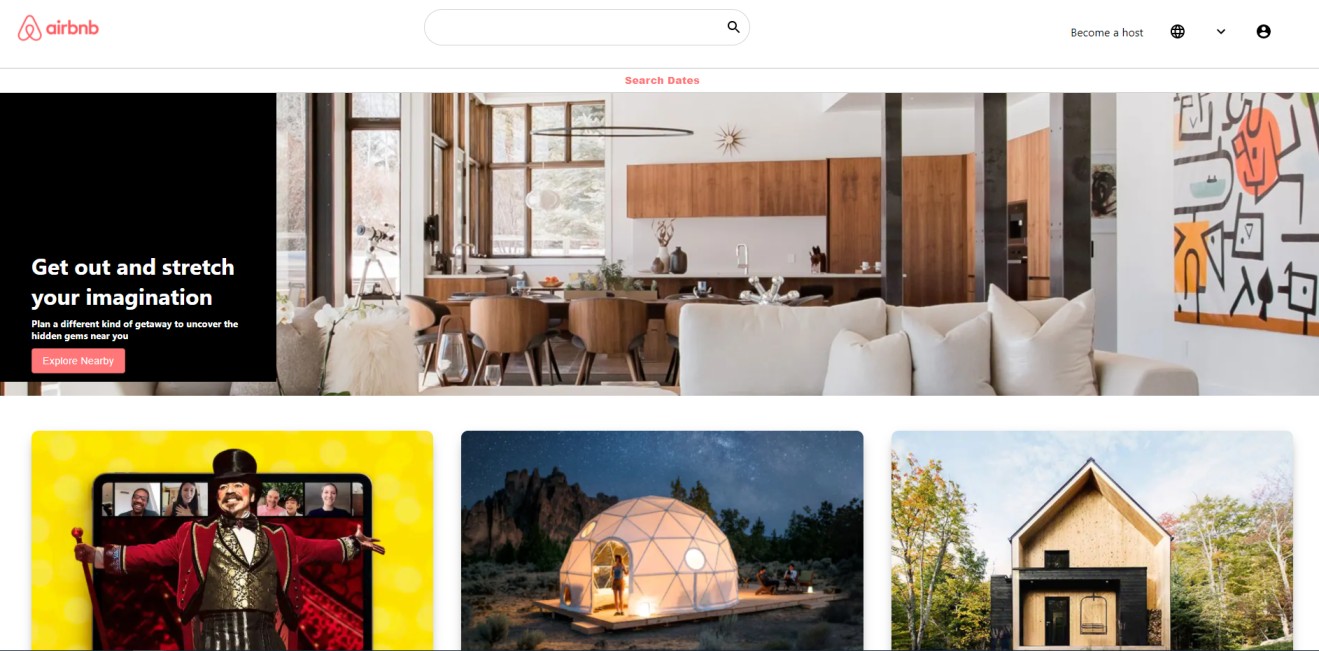 airbnb
Become a host
Search Dates
Get out and stretch
your imagination
Plan a different kind of getaway to uncover the
hidden gems near you
Explore Nearby